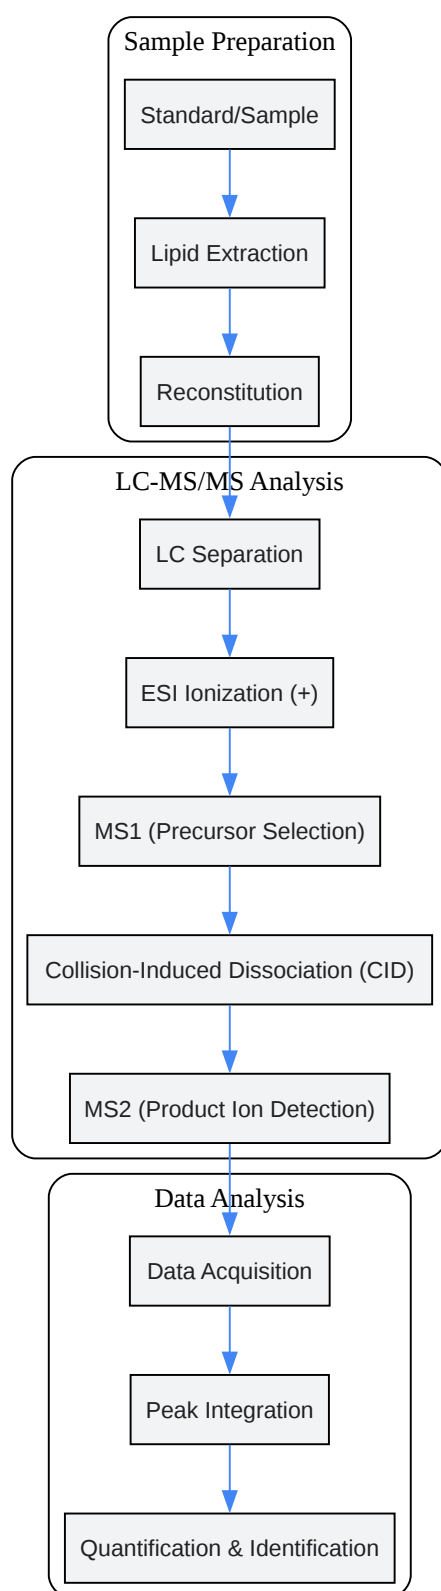 Sample Preparation
Standard/Sample
Lipid Extraction
Reconstitution
LC-MS/MS Analysis
LC Separation
ESI Ionization (+)
MS1 (Precursor Selection)
Collision-Induced Dissociation (CID)
MS2 (Product Ion Detection)
Data Analysis
Data Acquisition
Peak Integration
Quantification & Identification